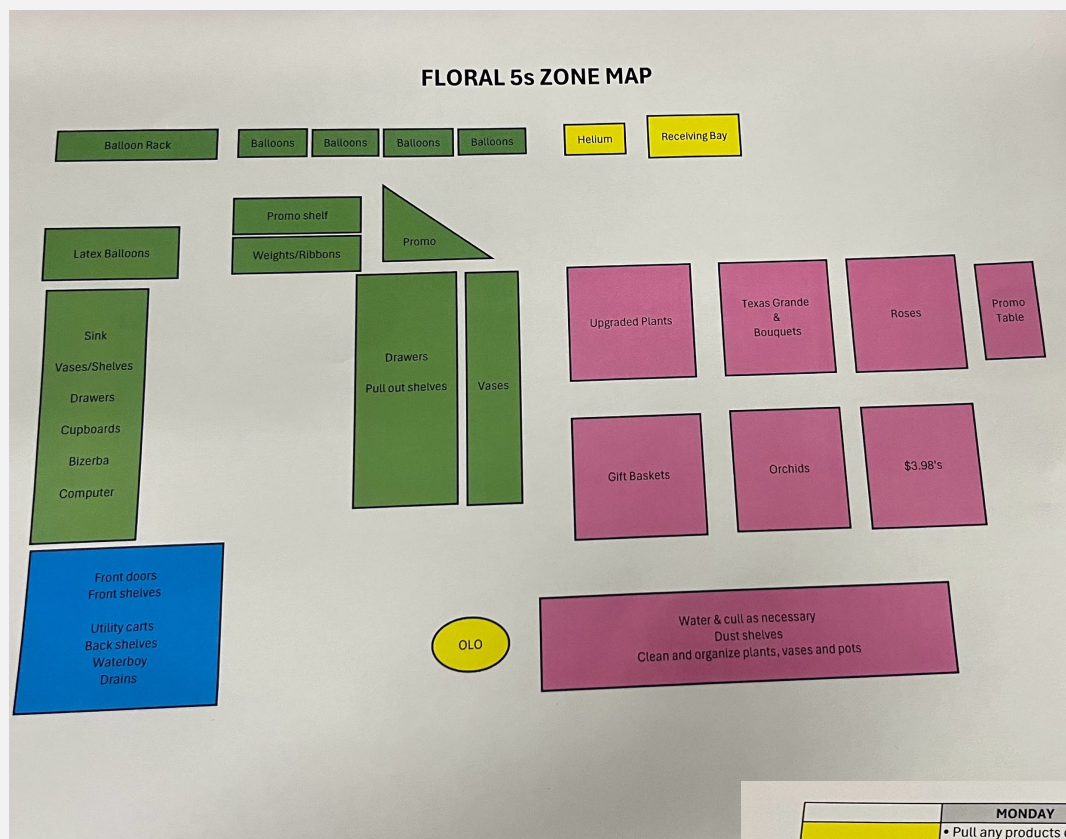 FLORAL 5s ZONE MAP
Balloon Rack
Balloons
Balloons
Balloons
Balloons
Helium
Receiving Bay
Promo shelf
Weights/Ribbons
Promo
Latex Balloons
Sink
Vases/Shelves
Drawers
Cupboards
Bizerba
Computer
Drawers
Pull out shelves
Vases
Upgraded Plants
Texas Grande
&
Bouquets
Roses
Promo
Table
Gift Baskets
Orchids
$3.98's
Front doors
Front shelves
Utility carts
Back shelves
Waterboy
Drains
OLO
Water & cull as necessary
Dust shelves
Clean and organize plants, vases and pots
MONDAY
• Pull any products